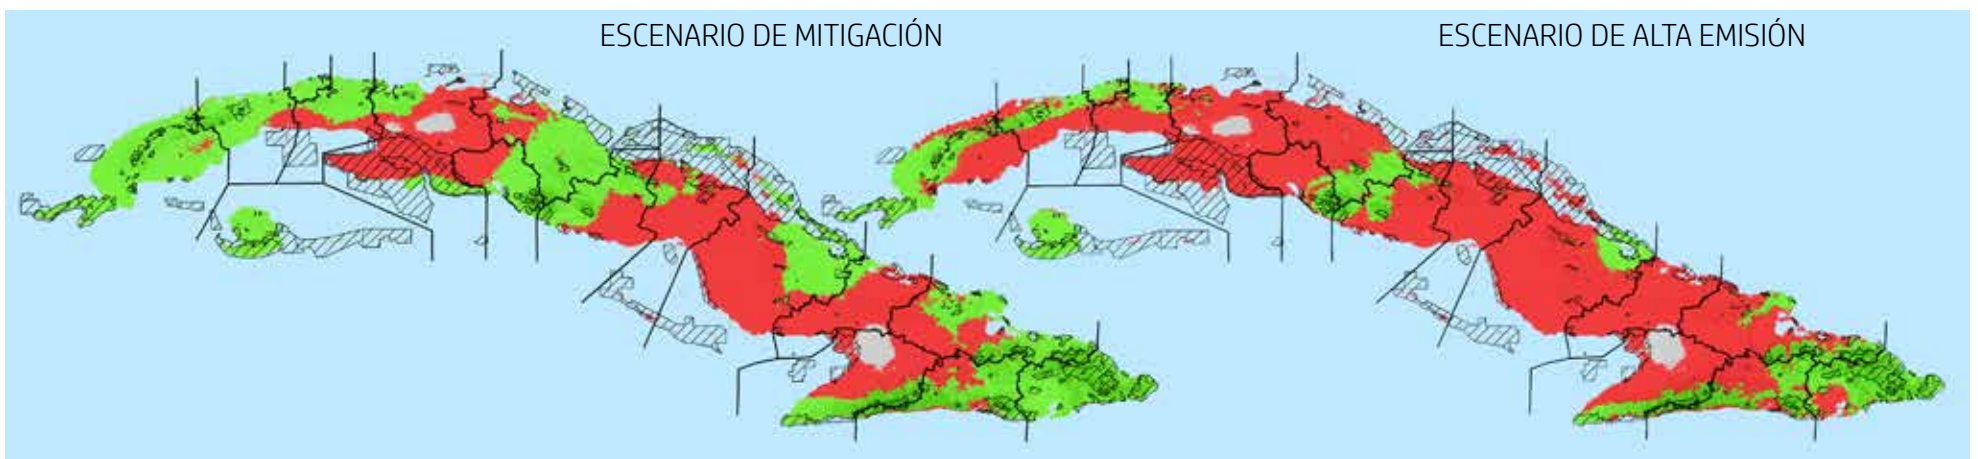 ESCENARIO DE MITIGACIÓN
ESCENARIO DE ALTA EMISIÓN